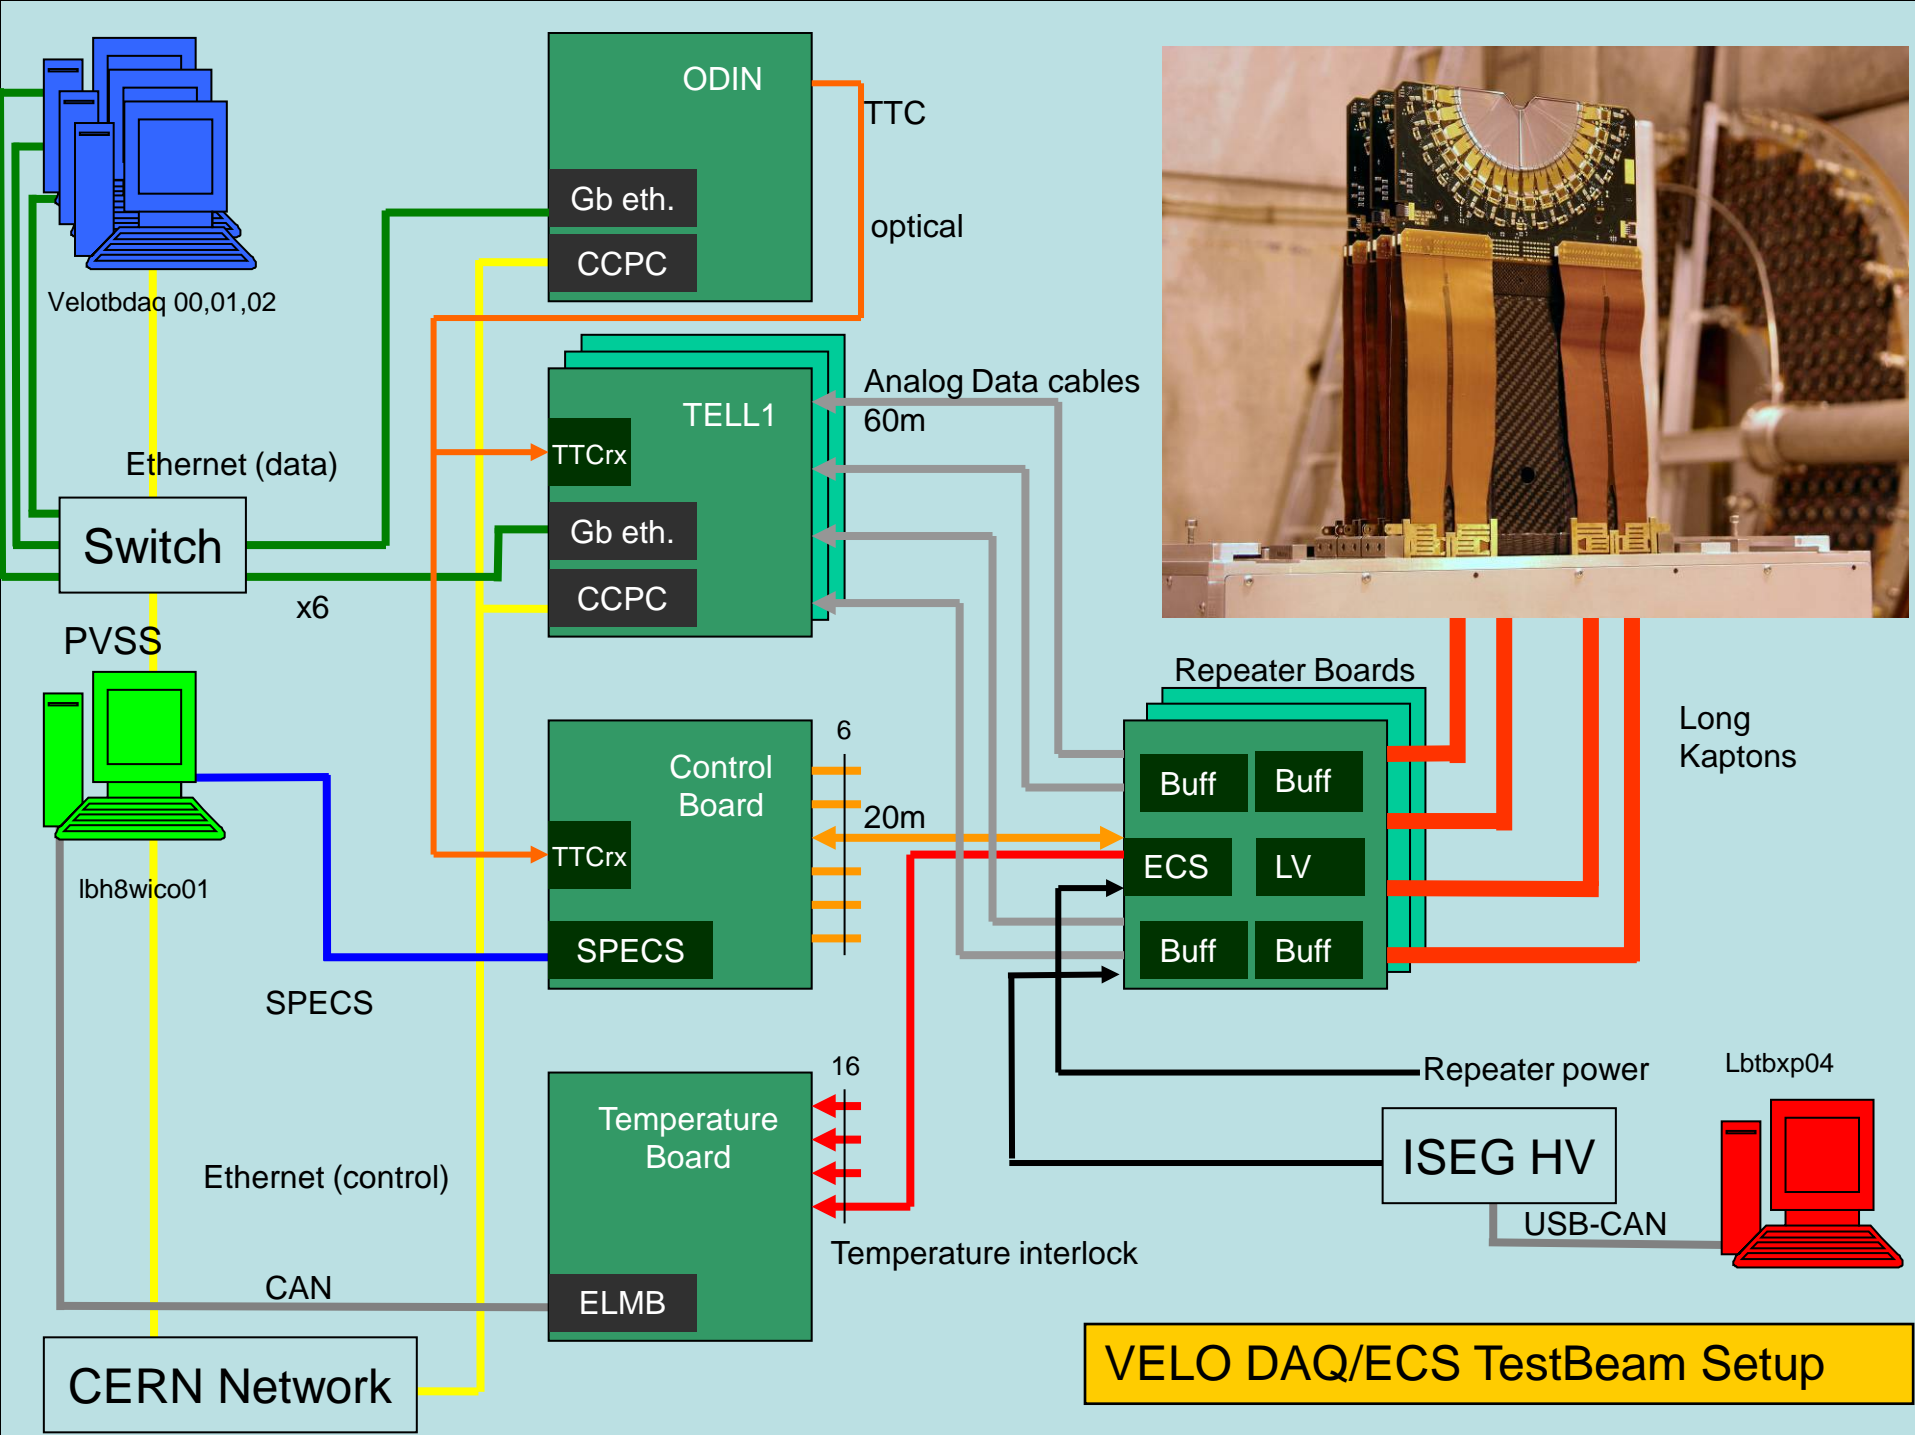 ODIN
TTC
Gb eth.
optical
CCPC
Velotbdaq 00,01,02
Analog Data cables
60m
TELL1
TTCrx
Ethernet (data)
Gb eth.
Switch
CCPC
x6
PVSS
Repeater Boards
Long
Kaptons
6
Control
Board
Buff
Buff
20m
TTCrx
ECS
LV
lbh8wico01
SPECS
Buff
Buff
SPECS
16
Repeater power
Lbtbxp04
Temperature
Board
ISEG HV
Ethernet (control)
USB-CAN
Temperature interlock
CAN
ELMB
VELO DAQ/ECS TestBeam Setup
CERN Network